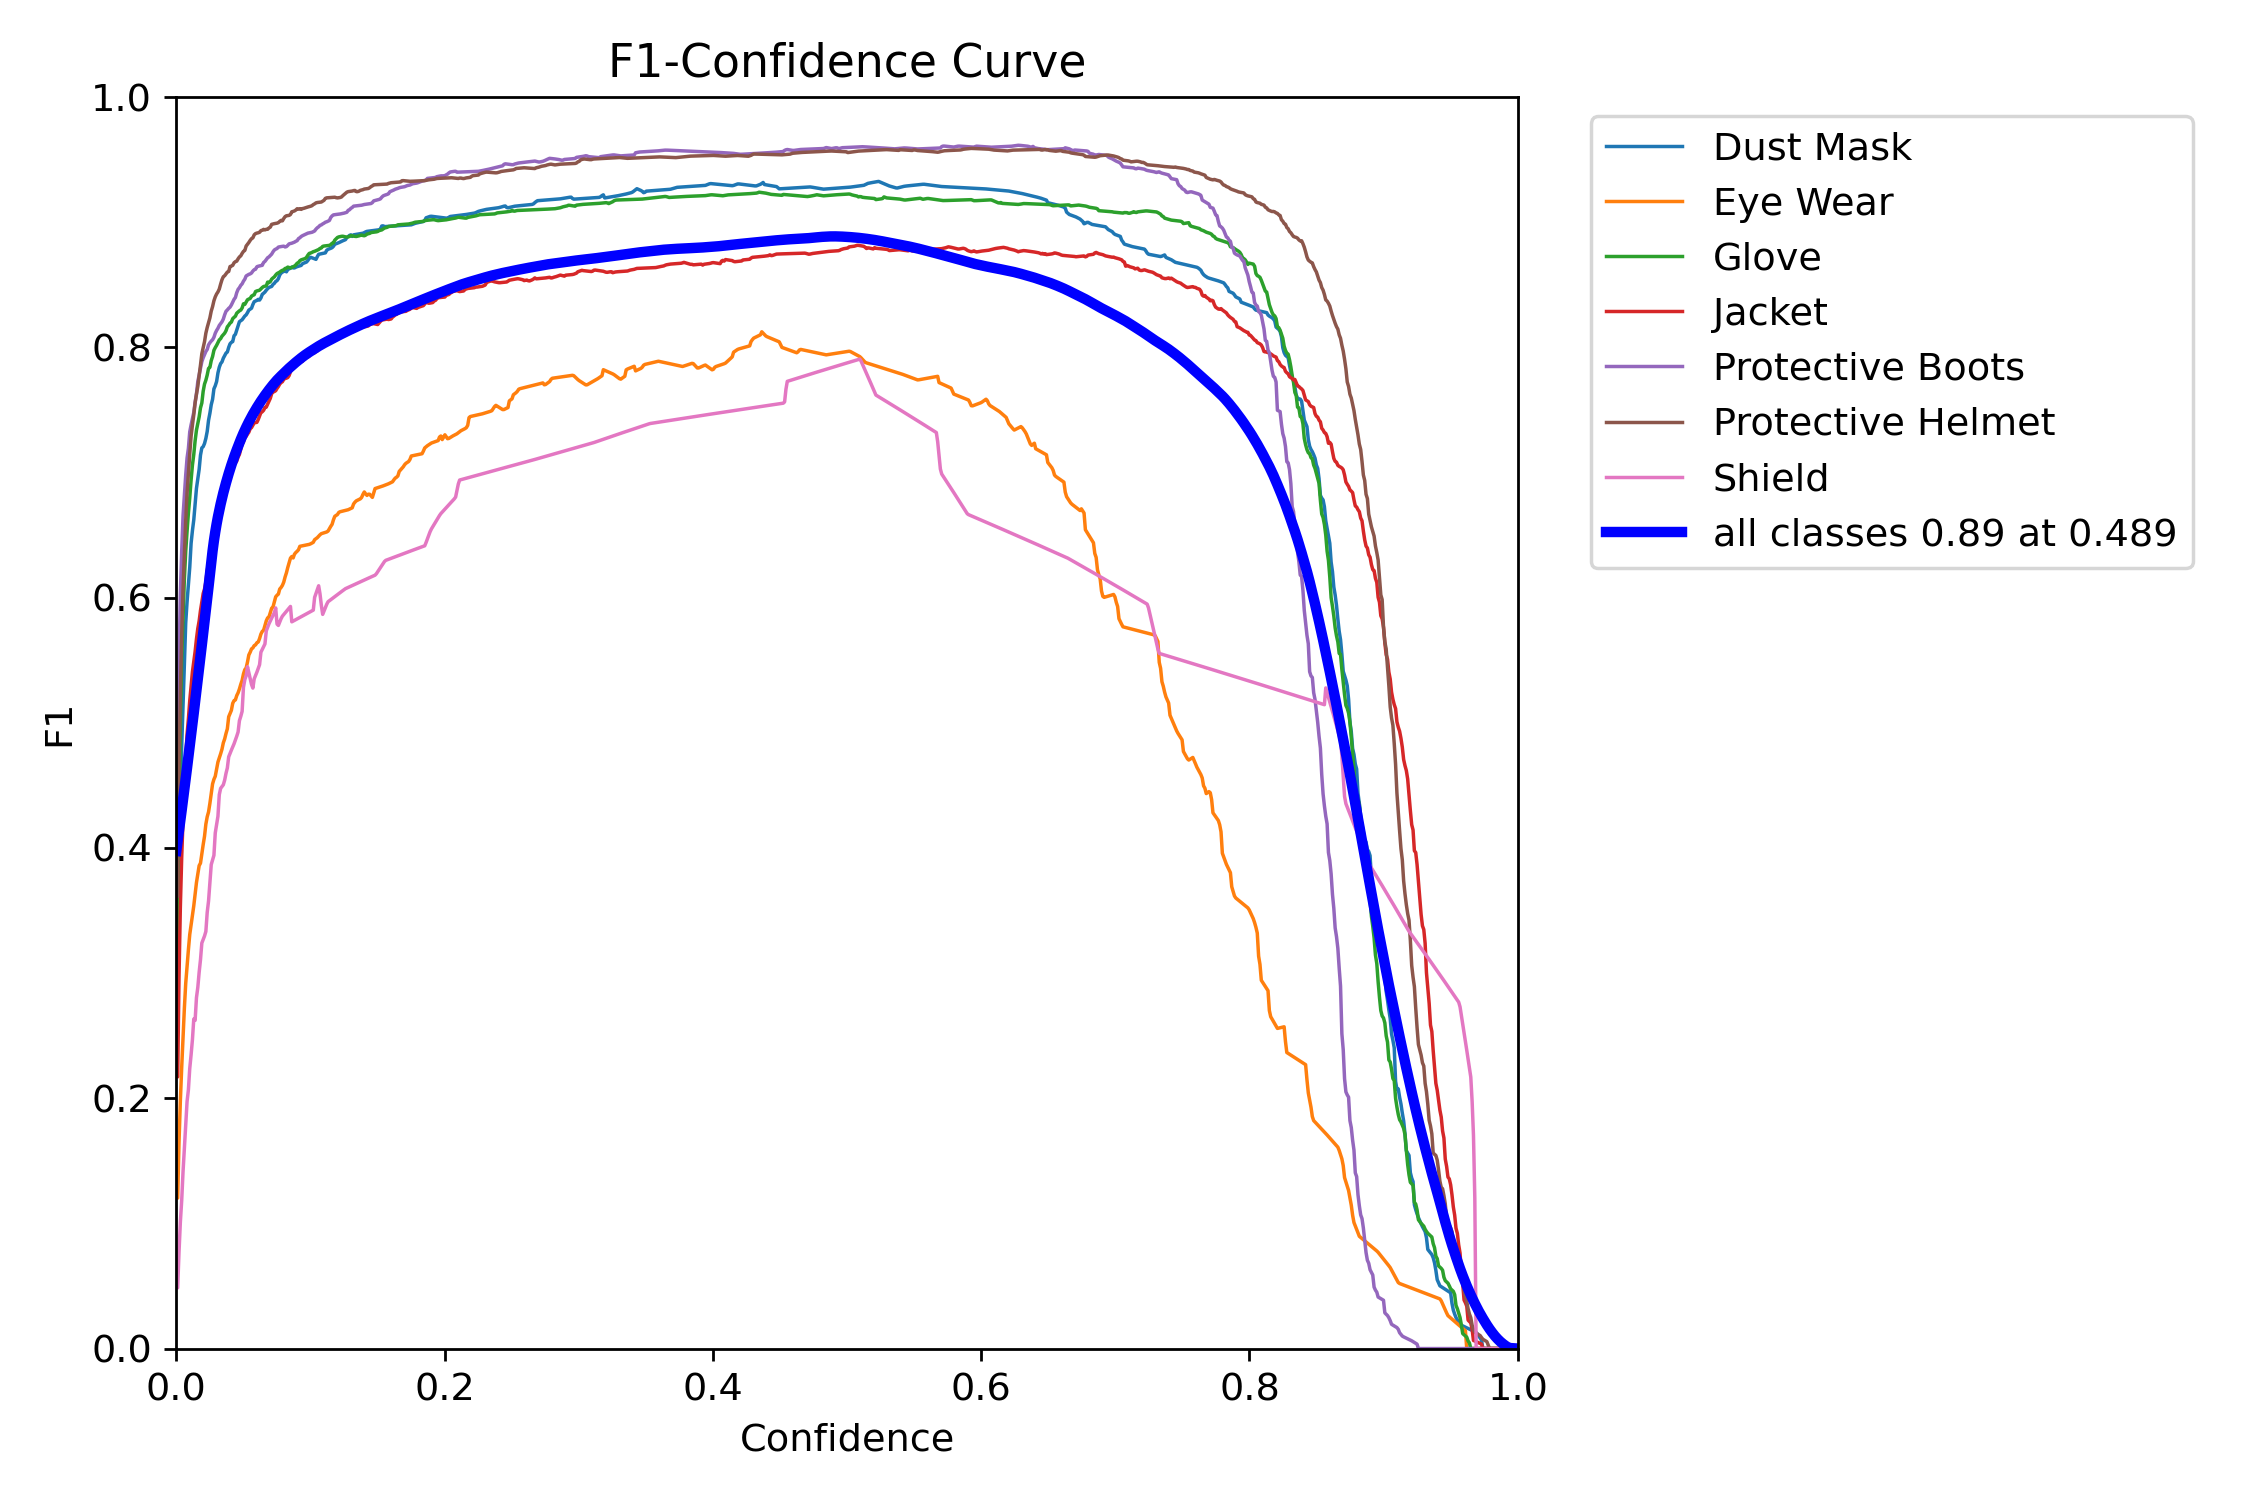 F1-Confidence Curve
1.0
0.8
0.6
0.4
0.2
0.0
F1
0.0 0.2 0.4 0.6 0.8 1.0
Confidence
Dust Mask
Eye Wear
Glove
Jacket
Protective Boots
Protective Helmet
Shield
all classes 0.89 at 0.489